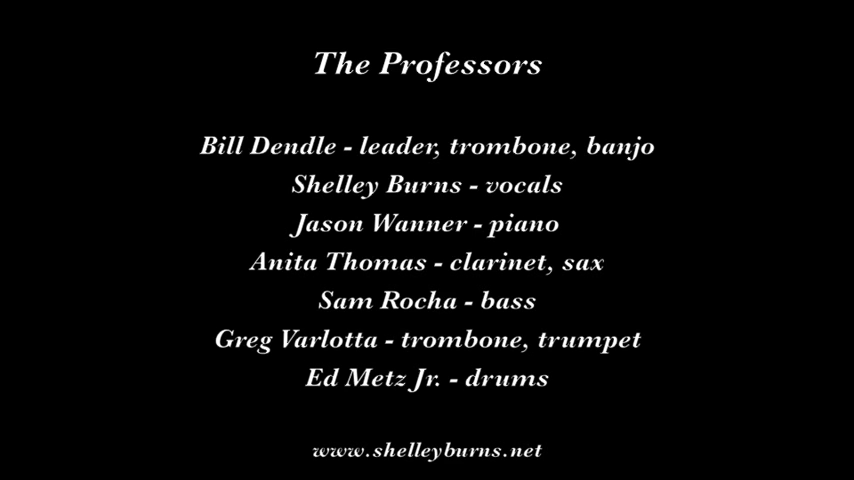 The Professors
Bill Dendle - leader, trombone, banjo
Shelley Burns - vocals
Jason Wanner - piano
Anita Thomas - clarinet, sax
Sam Rocha - bass
Greg Varlotta - trombone, trumpet
Ed Metz Jr. - drums
www.shelleyburns.net